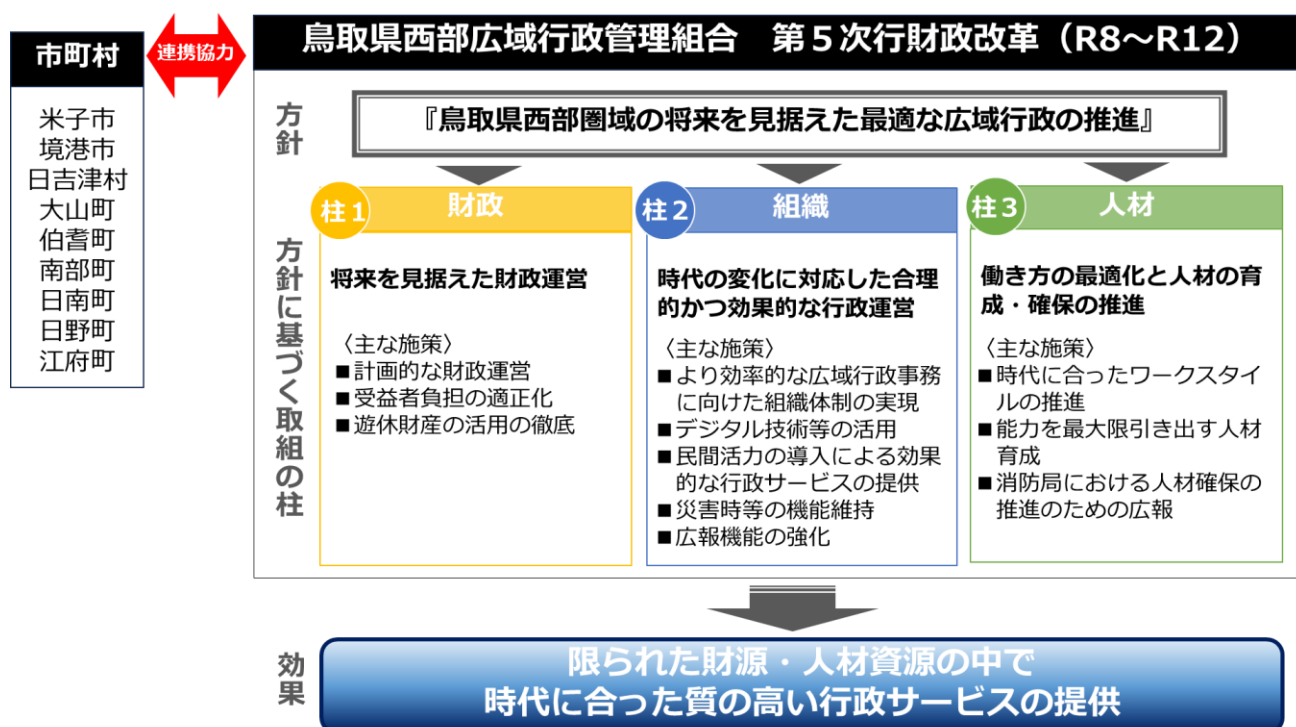 市町村
米子市
境港市
日吉津村
大山町
伯耆町
南部町
日南町
日野町
江府町
連携協力
鳥取県西部広域行政管理組合　第５次行財政改革（R8～R12）
方針
『鳥取県西部圏域の将来を見据えた最適な広域行政の推進』
方針に基づく取組の柱
柱１
財政
将来を見据えた財政運営
〈主な施策〉
■計画的な財政運営
■受益者負担の適正化
■遊休財産の活用の徹底
柱２
組織
時代の変化に対応した合理
的かつ効果的な行政運営
〈主な施策〉
■より効率的な広域行政事務
に向けた組織体制の実現
■デジタル技術等の活用
■民間活力の導入による効果
的な行政サービスの提供
■災害時等の機能維持
■広報機能の強化
柱３
人材
働き方の最適化と人材の育
成・確保の推進
〈主な施策〉
■時代に合ったワークスタイ
ルの推進
■能力を最大限引き出す人材
育成
■消防局における人材確保の
推進のための広報
効果
限られた財源・人材資源の中で
時代に合った質の高い行政サービスの提供